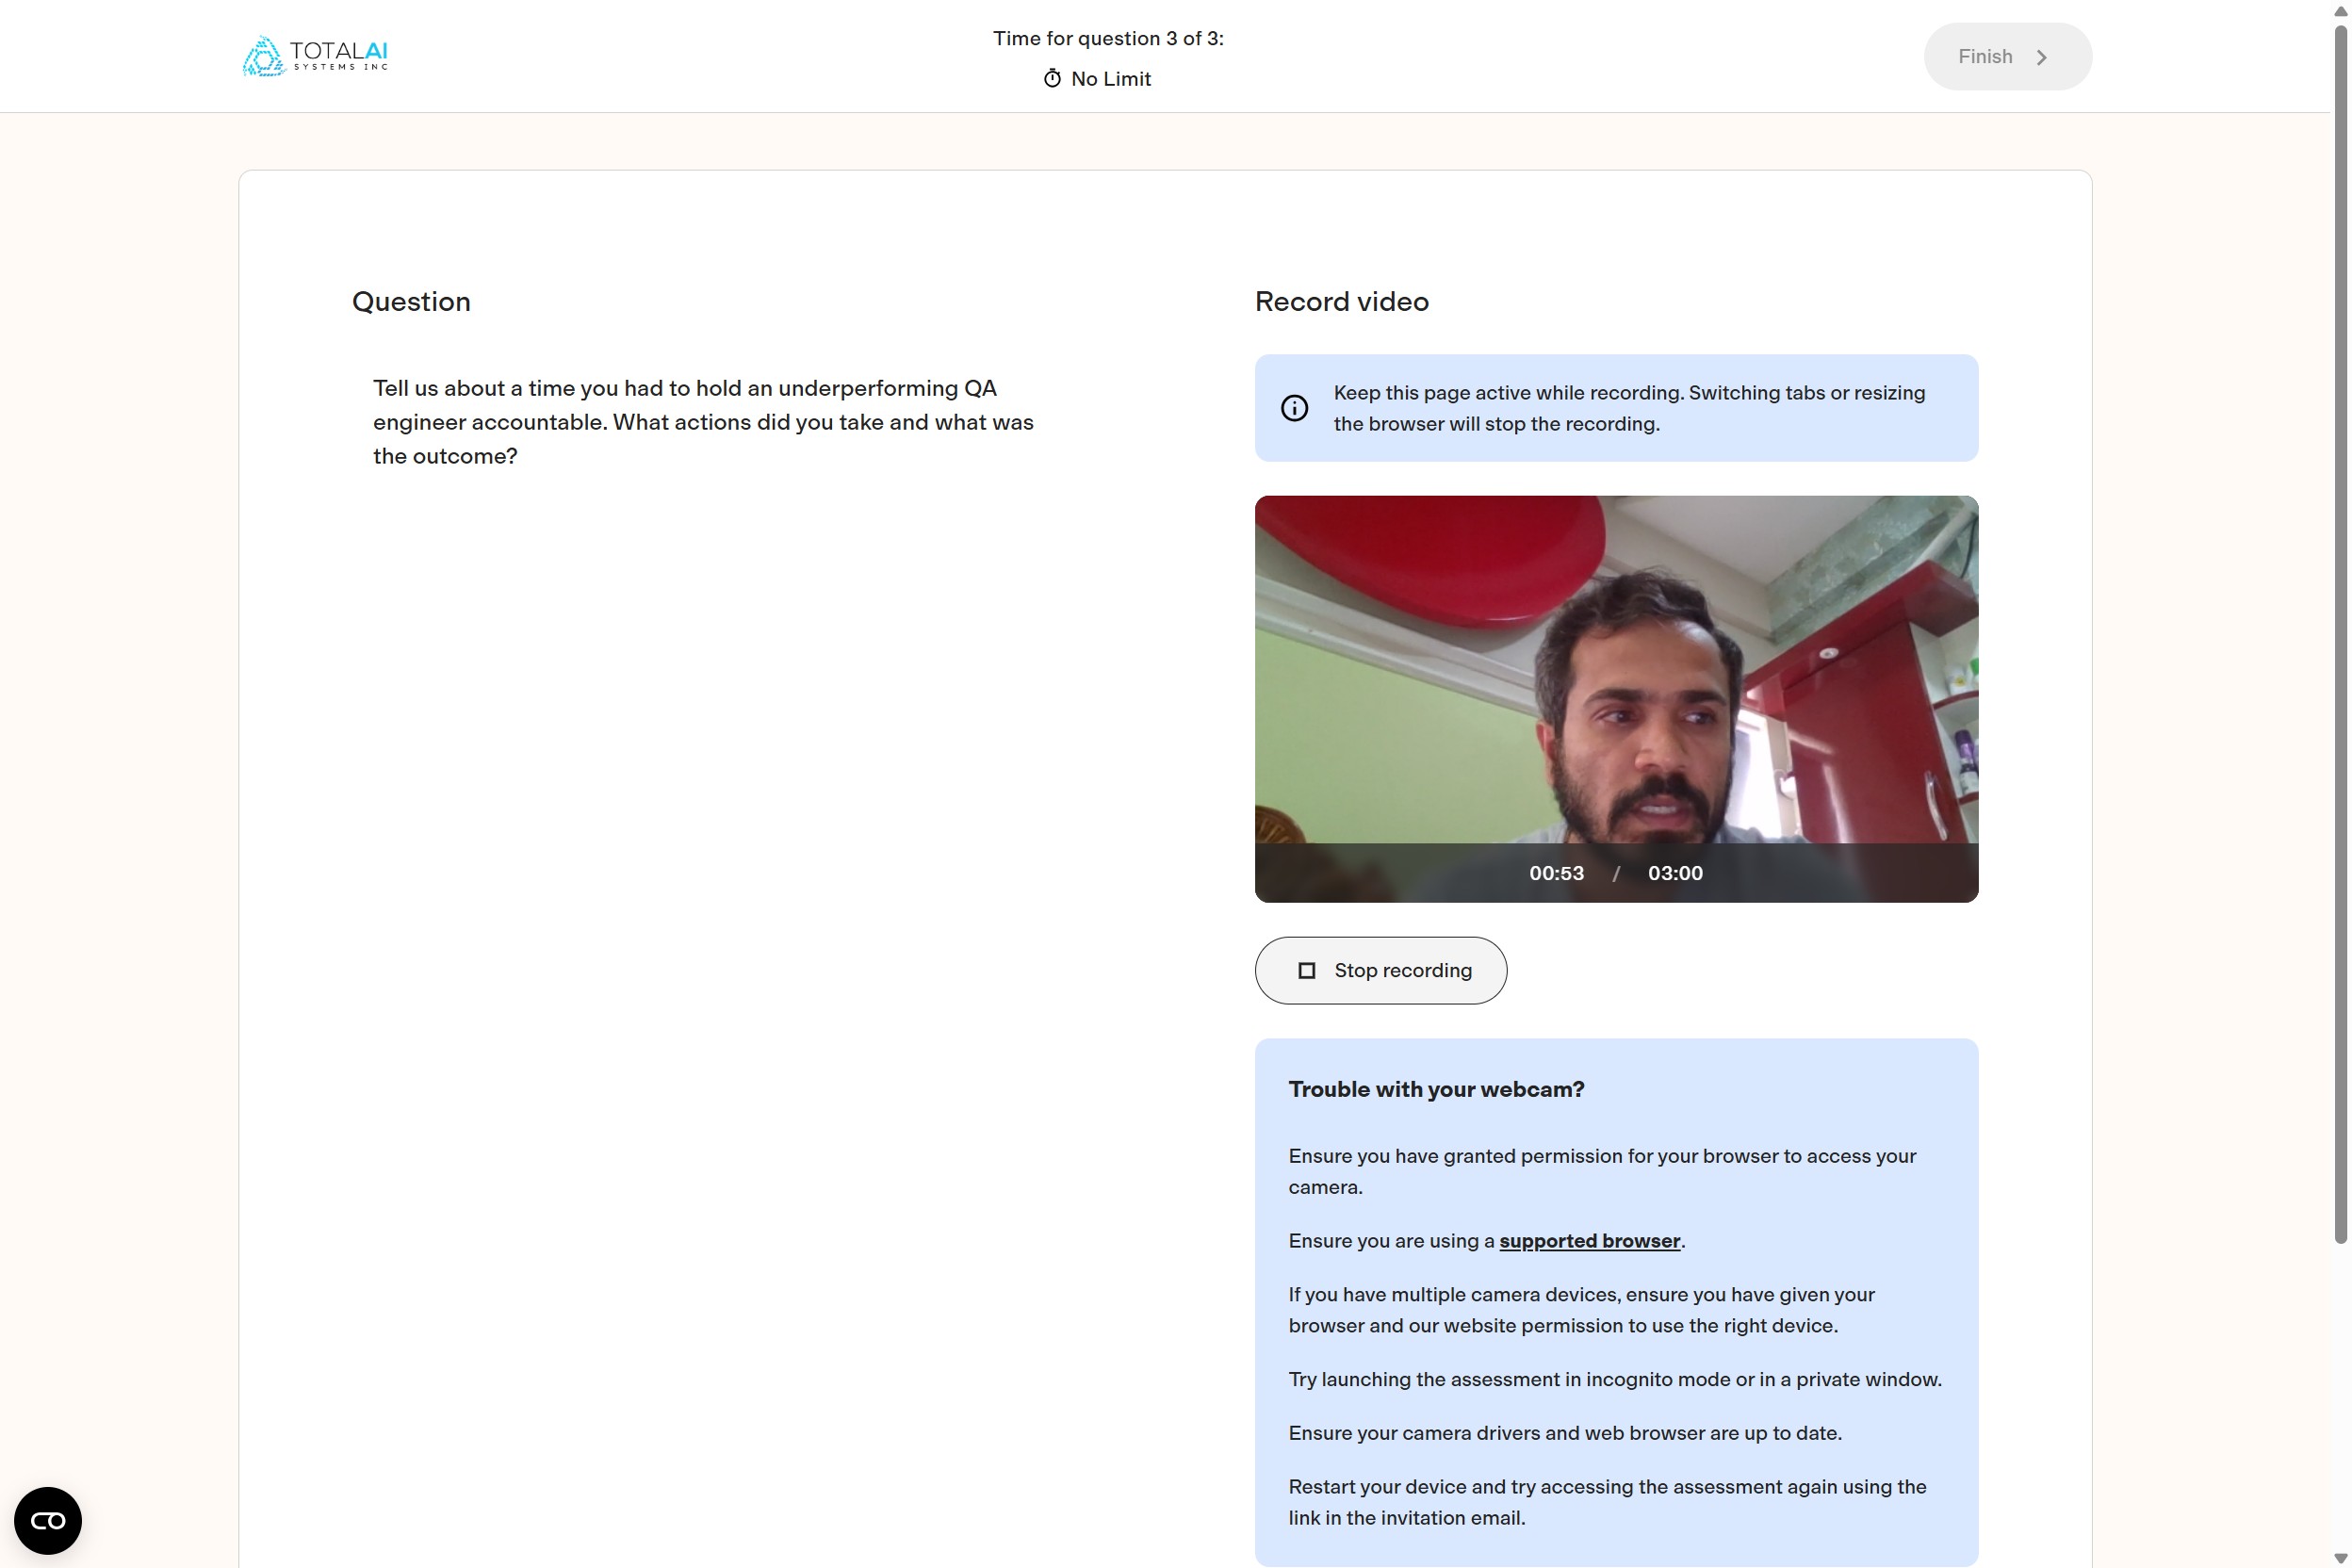 TOTALAI
SYSTEMS INC
Time for question 3 of 3:
No Limit
Finish
Question
Tell us about a time you had to hold an underperforming QA
engineer accountable. What actions did you take and what was
the outcome?
Record video
Keep this page active while recording. Switching tabs or resizing
the browser will stop the recording.
00:53 / 03:00
Stop recording
Trouble with your webcam?
Ensure you have granted permission for your browser to access your
camera.
Ensure you are using a supported browser.
If you have multiple camera devices, ensure you have given your
browser and our website permission to use the right device.
Try launching the assessment in incognito mode or in a private window.
Ensure your camera drivers and web browser are up to date.
Restart your device and try accessing the assessment again using the
link in the invitation email.